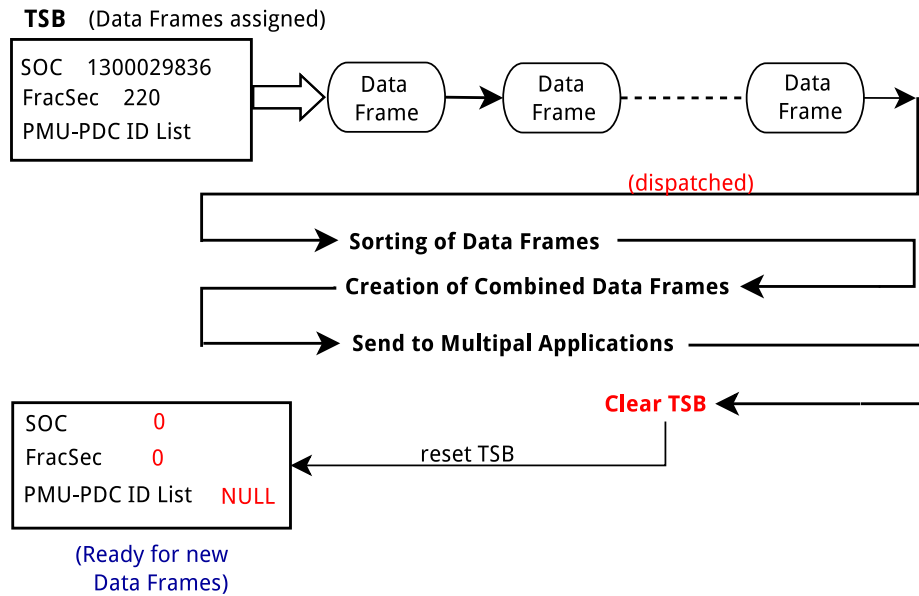 TSB (Data Frames assigned)
SOC 1300029836
FracSec 220
PMU-PDC ID List
Data
Frame
Data
Frame
Data
Frame
(dispatched)
Sorting of Data Frames
Creation of Combined Data Frames
Send to Multipal Applications
Clear TSB
reset TSB
SOC 0
FracSec 0
PMU-PDC ID List NULL
(Ready for new
Data Frames)